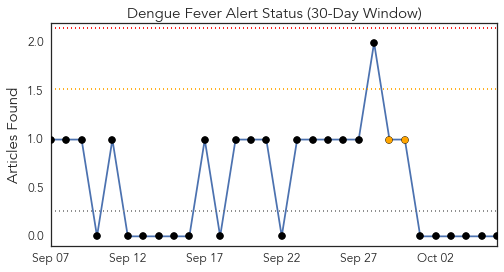 Dengue Fever Alert Status (30-Day Window)
Articles Found
2.0
1.5
1.0
0.5
0.0
Sep 07 Sep 12 Sep 17 Sep 22 Sep 27 Oct 02